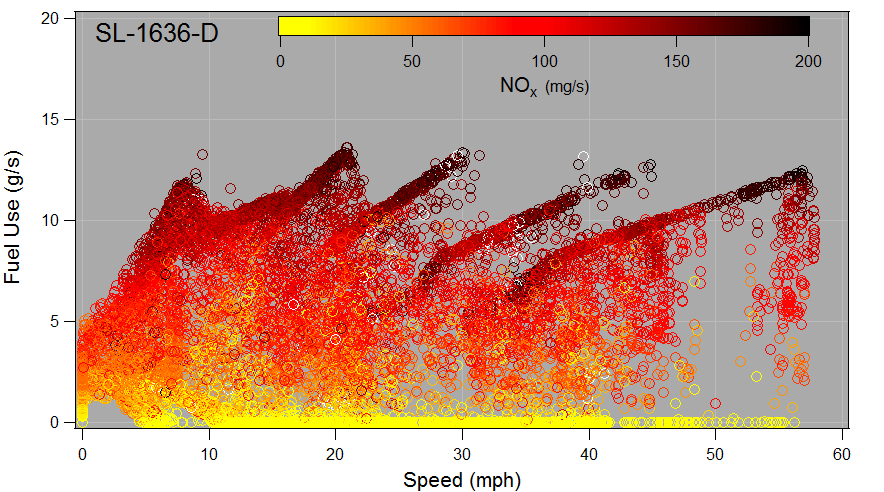 SL-1636-D
0 50 100 150 200
NOx (mg/s)
20
15
10
5
0
Fuel Use (g/s)
0 10 20 30 40 50 60
Speed (mph)